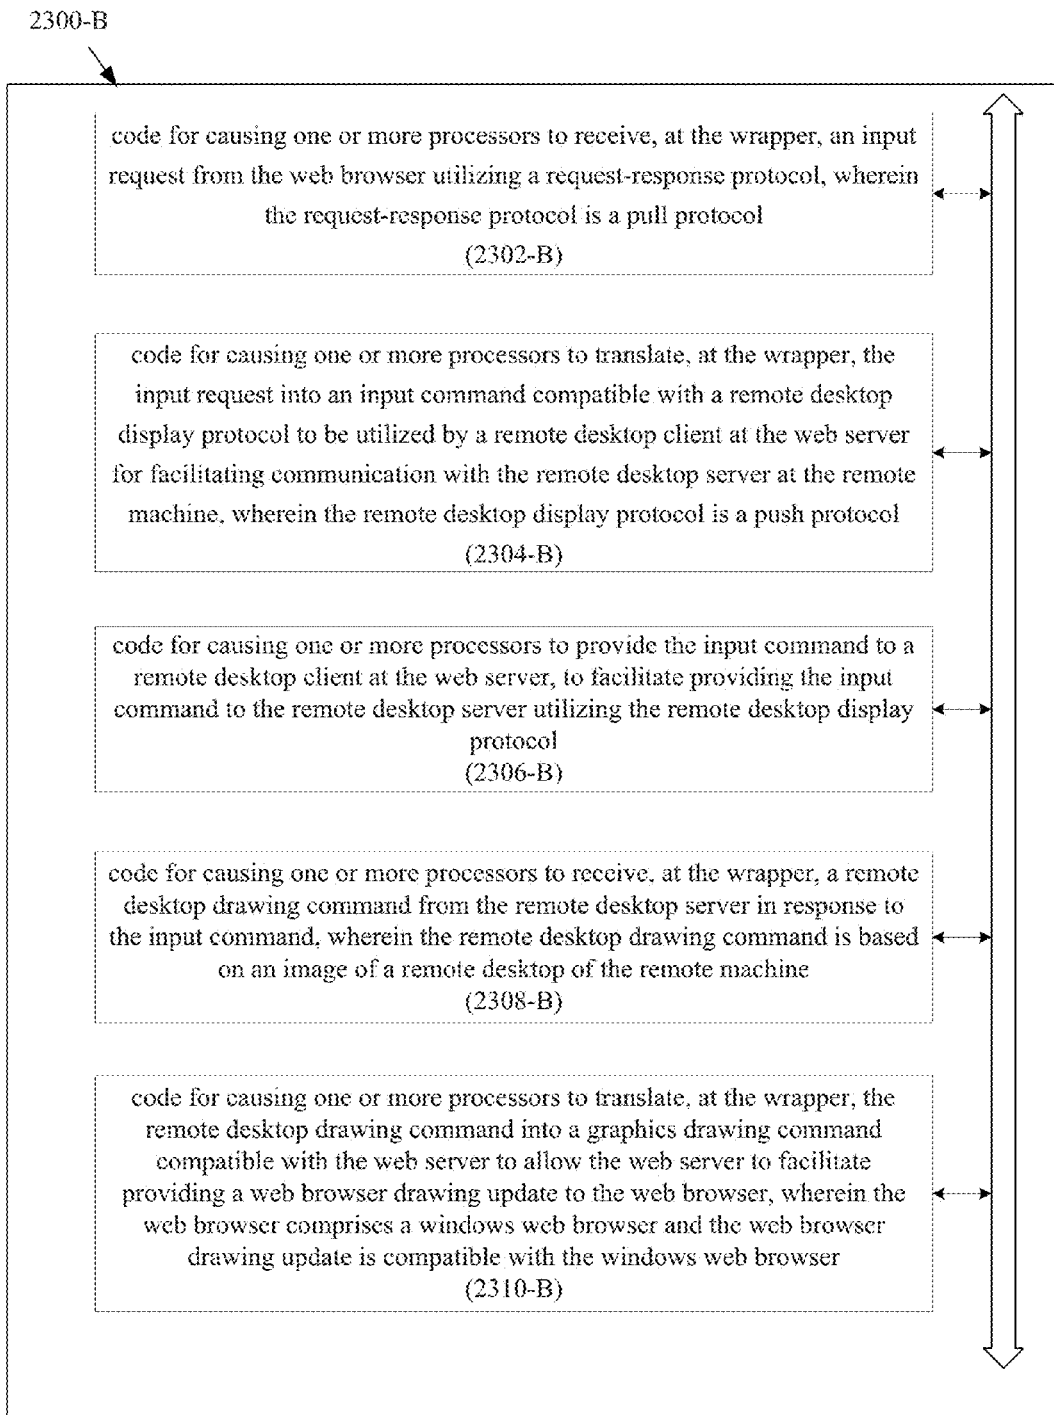 2300-B
code for causing one or more processors to receive, at the wrapper, an input
request from the web browser utilizing a request-response protocol, wherein
the request-response protocol is a pull protocol
(2302-B)
code for causing one or more processors to translate, at the wrapper, the
input request into an input command compatible with a remote desktop
display protocol to be utilized by a remote desktop client at the web server
for facilitating communication with the remote desktop server at the remote
machine, wherein the remote desktop display protocol is a push protocol
(2304-B)
code for causing one or more processors to provide the input command to a
remote desktop client at the web server, to facilitate providing the input
command to the remote desktop server utilizing the remote desktop display
protocol
(2306-B)
code for causing one or more processors to receive, at the wrapper, a remote
desktop drawing command from the remote desktop server in response to
the input command, wherein the remote desktop drawing command is based
on an image of a remote desktop of the remote machine
(2308-B)
code for causing one or more processors to translate, at the wrapper, the
remote desktop drawing command into a graphics drawing command
compatible with the web server to allow the web server to facilitate
providing a web browser drawing update to the web browser, wherein the
web browser comprises a windows web browser and the web browser
drawing update is compatible with the windows web browser
(2310-B)